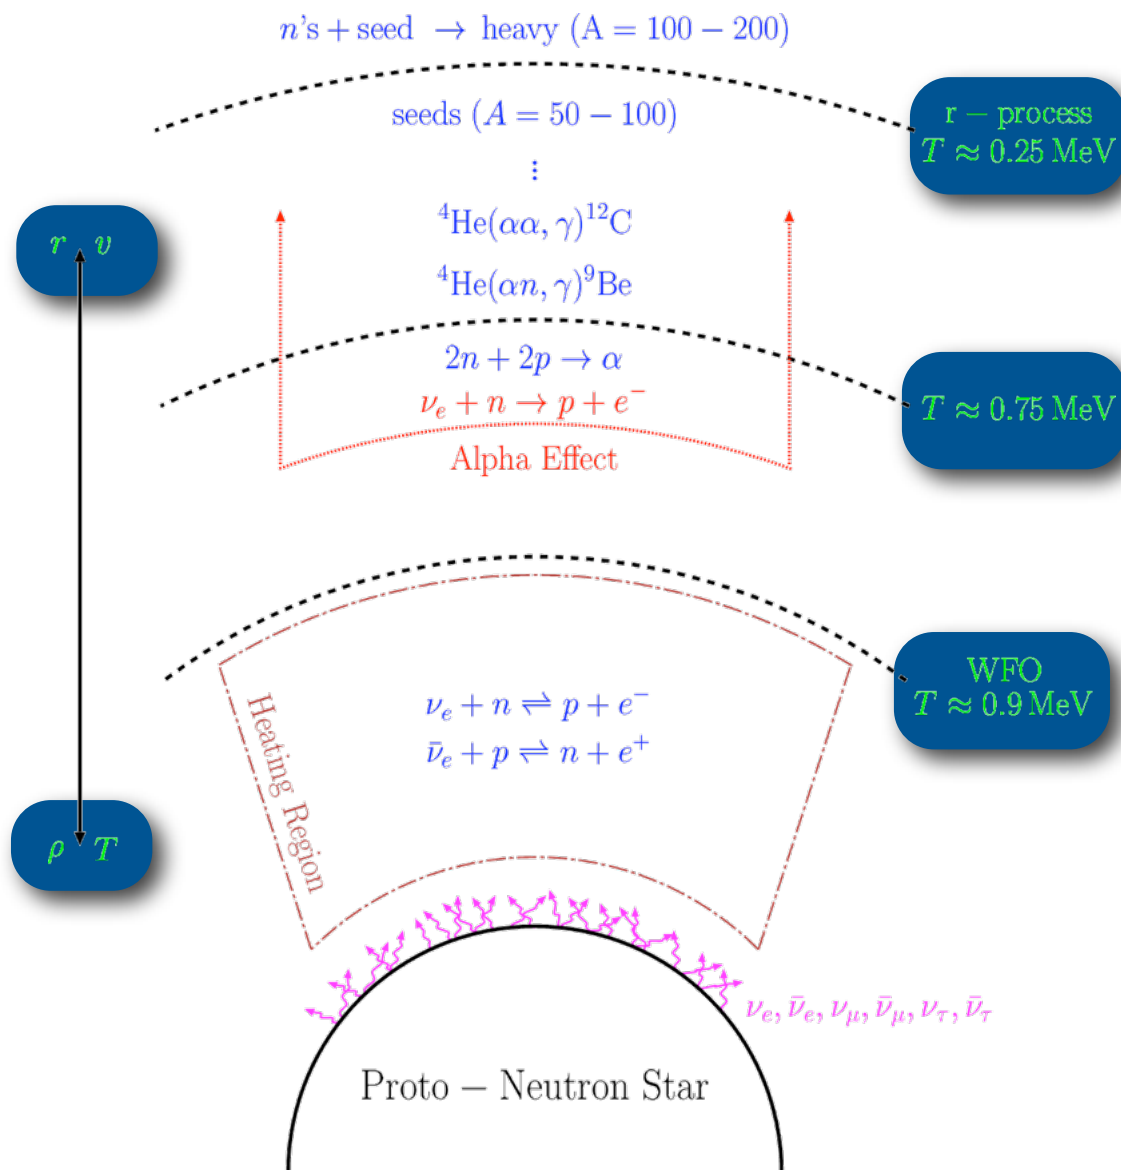 n's + seed → heavy (A = 100 − 200)
seeds (A = 50 − 100)
r − process
T ≈ 0.25 MeV
⋮
⁴He(αα, γ)¹²C
r v
⁴He(αn, γ)⁹Be
2n + 2p → α
νₑ + n → p + e⁻
T ≈ 0.75 MeV
Alpha Effect
WFO
T ≈ 0.9 MeV
νₑ + n ⇌ p + e⁻
ν̄ₑ + p ⇌ n + e⁺
Heating Region
ρ T
νₑ, ν̄ₑ, ν_μ, ν̄_μ, ν_τ, ν̄_τ
Proto − Neutron Star